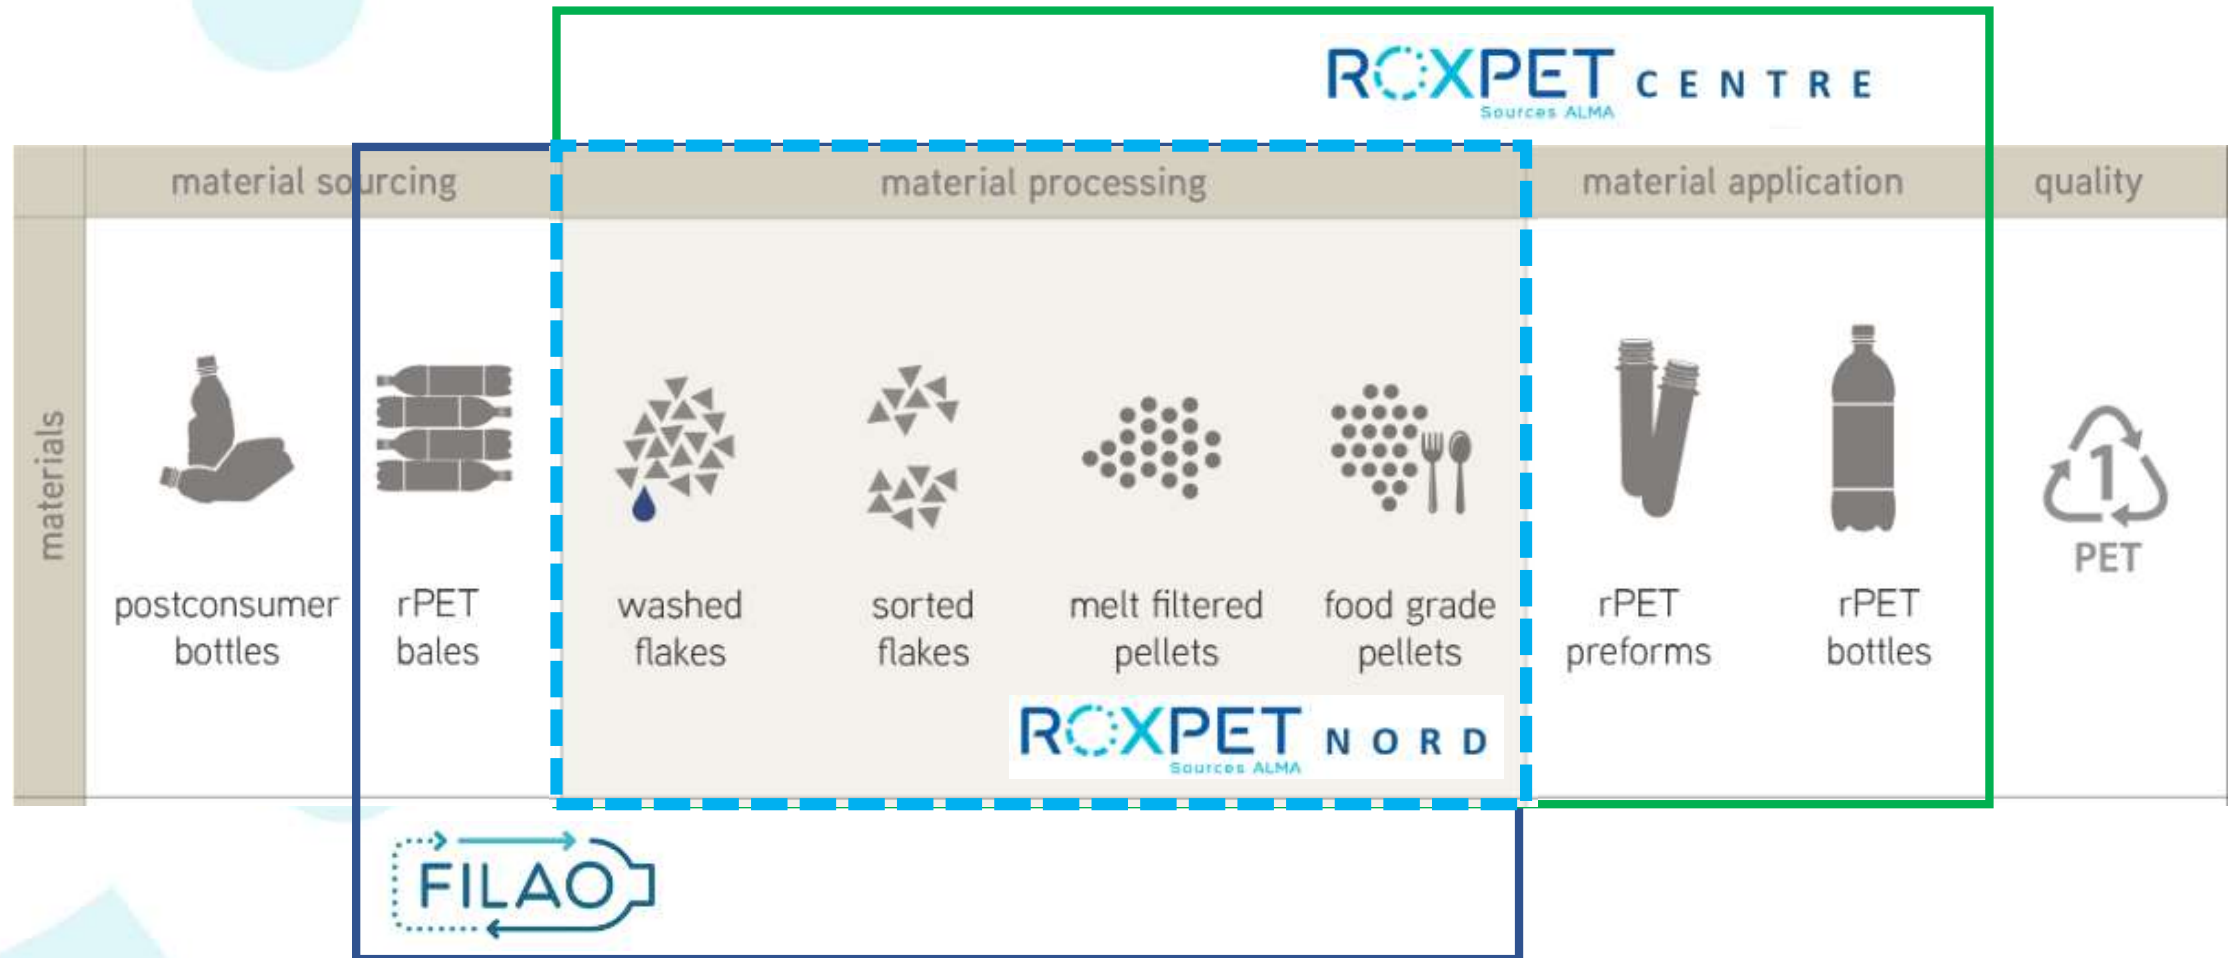 ROXPET CENTRE
Sources ALMA
material sourcing
material processing
material application
quality
materials
postconsumer
bottles
rPET
bales
washed
flakes
sorted
flakes
melt filtered
pellets
food grade
pellets
rPET
preforms
rPET
bottles
1
PET
ROXPET NORD
Sources ALMA
FILAO